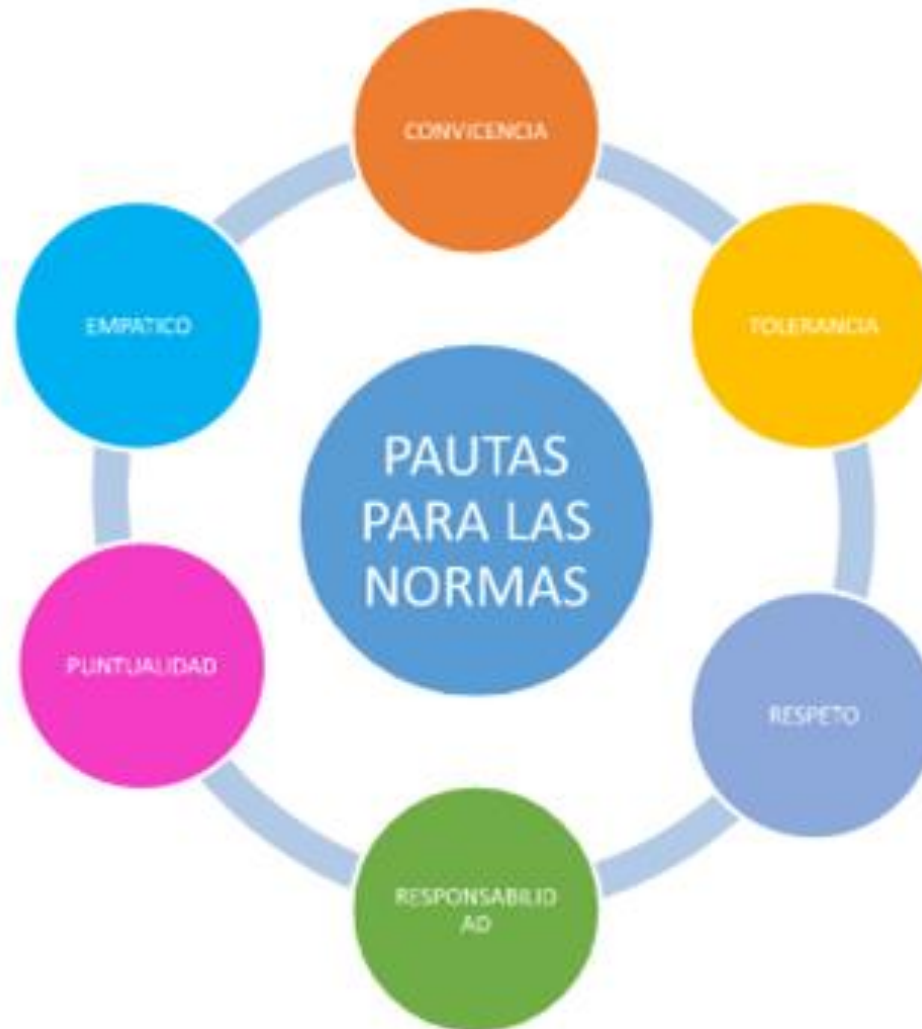 CONVICENCIA
TOLERANCIA
RESPETO
RESPONSABILID
AD
PUNTUALIDAD
EMPATICO
PAUTAS
PARA LAS
NORMAS